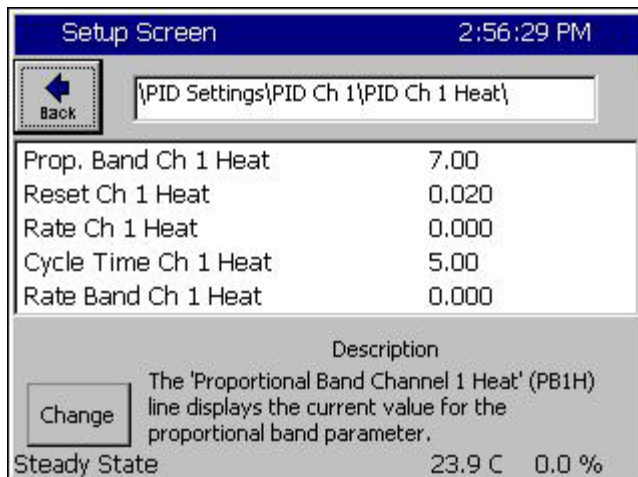 Setup Screen 2:56:29 PM
Back
\PID Settings\PID Ch 1\PID Ch 1 Heat\
Prop. Band Ch 1 Heat 7.00
Reset Ch 1 Heat 0.020
Rate Ch 1 Heat 0.000
Cycle Time Ch 1 Heat 5.00
Rate Band Ch 1 Heat 0.000
Description
The 'Proportional Band Channel 1 Heat' (PB1H)
line displays the current value for the
proportional band parameter.
Change
Steady State 23.9 C 0.0 %